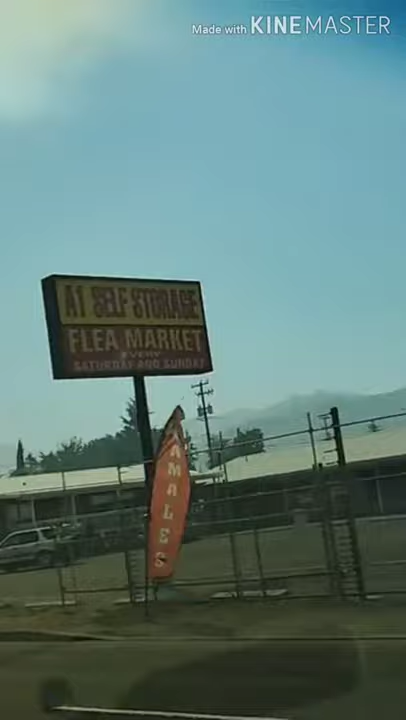 Made with KINEMASTER
A1 SELF STORAGE
FLEA MARKET
EVERY
SATURDAY AND SUNDAY
TAMALES